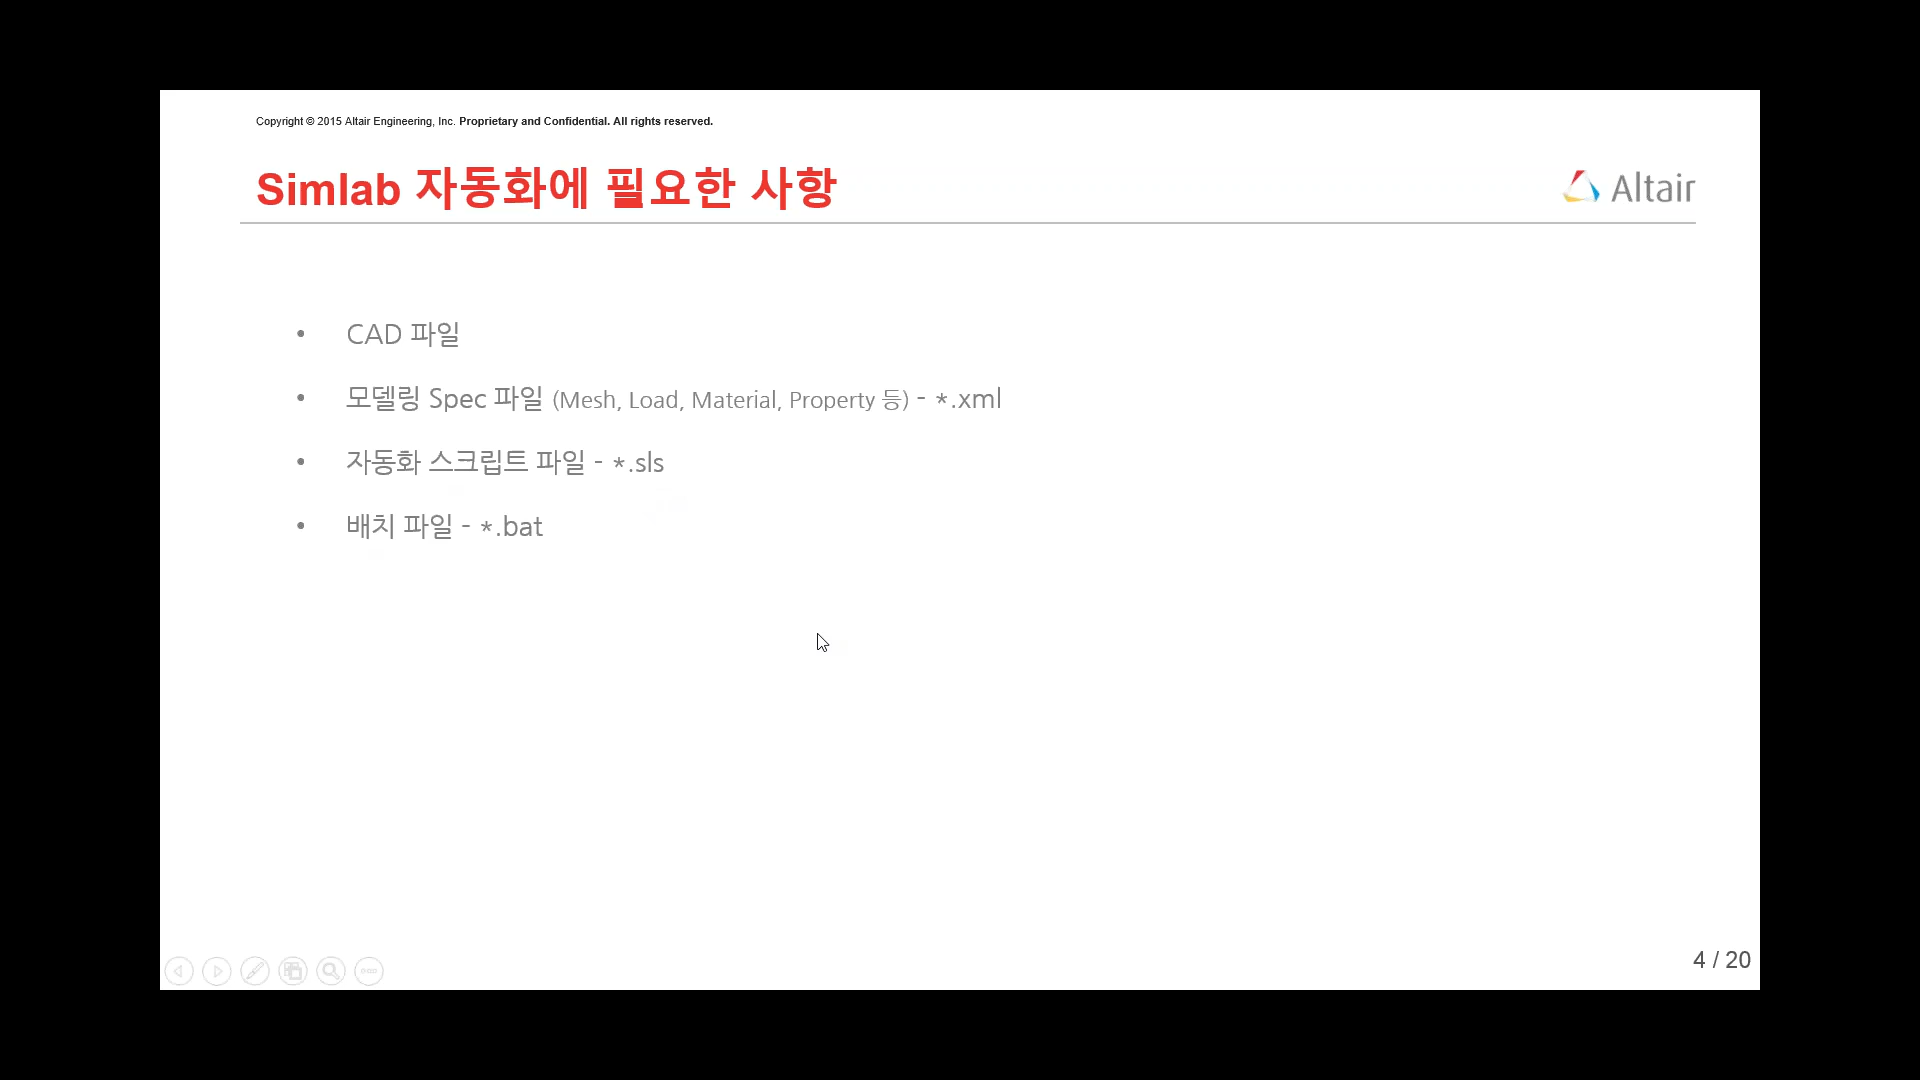 Copyright © 2015 Altair Engineering, Inc. Proprietary and Confidential. All rights reserved.
Simlab 자동화에 필요한 사항
Altair
• CAD 파일
• 모델링 Spec 파일 (Mesh, Load, Material, Property 등) - *.xml
• 자동화 스크립트 파일 - *.sls
• 배치 파일 - *.bat
4 / 20